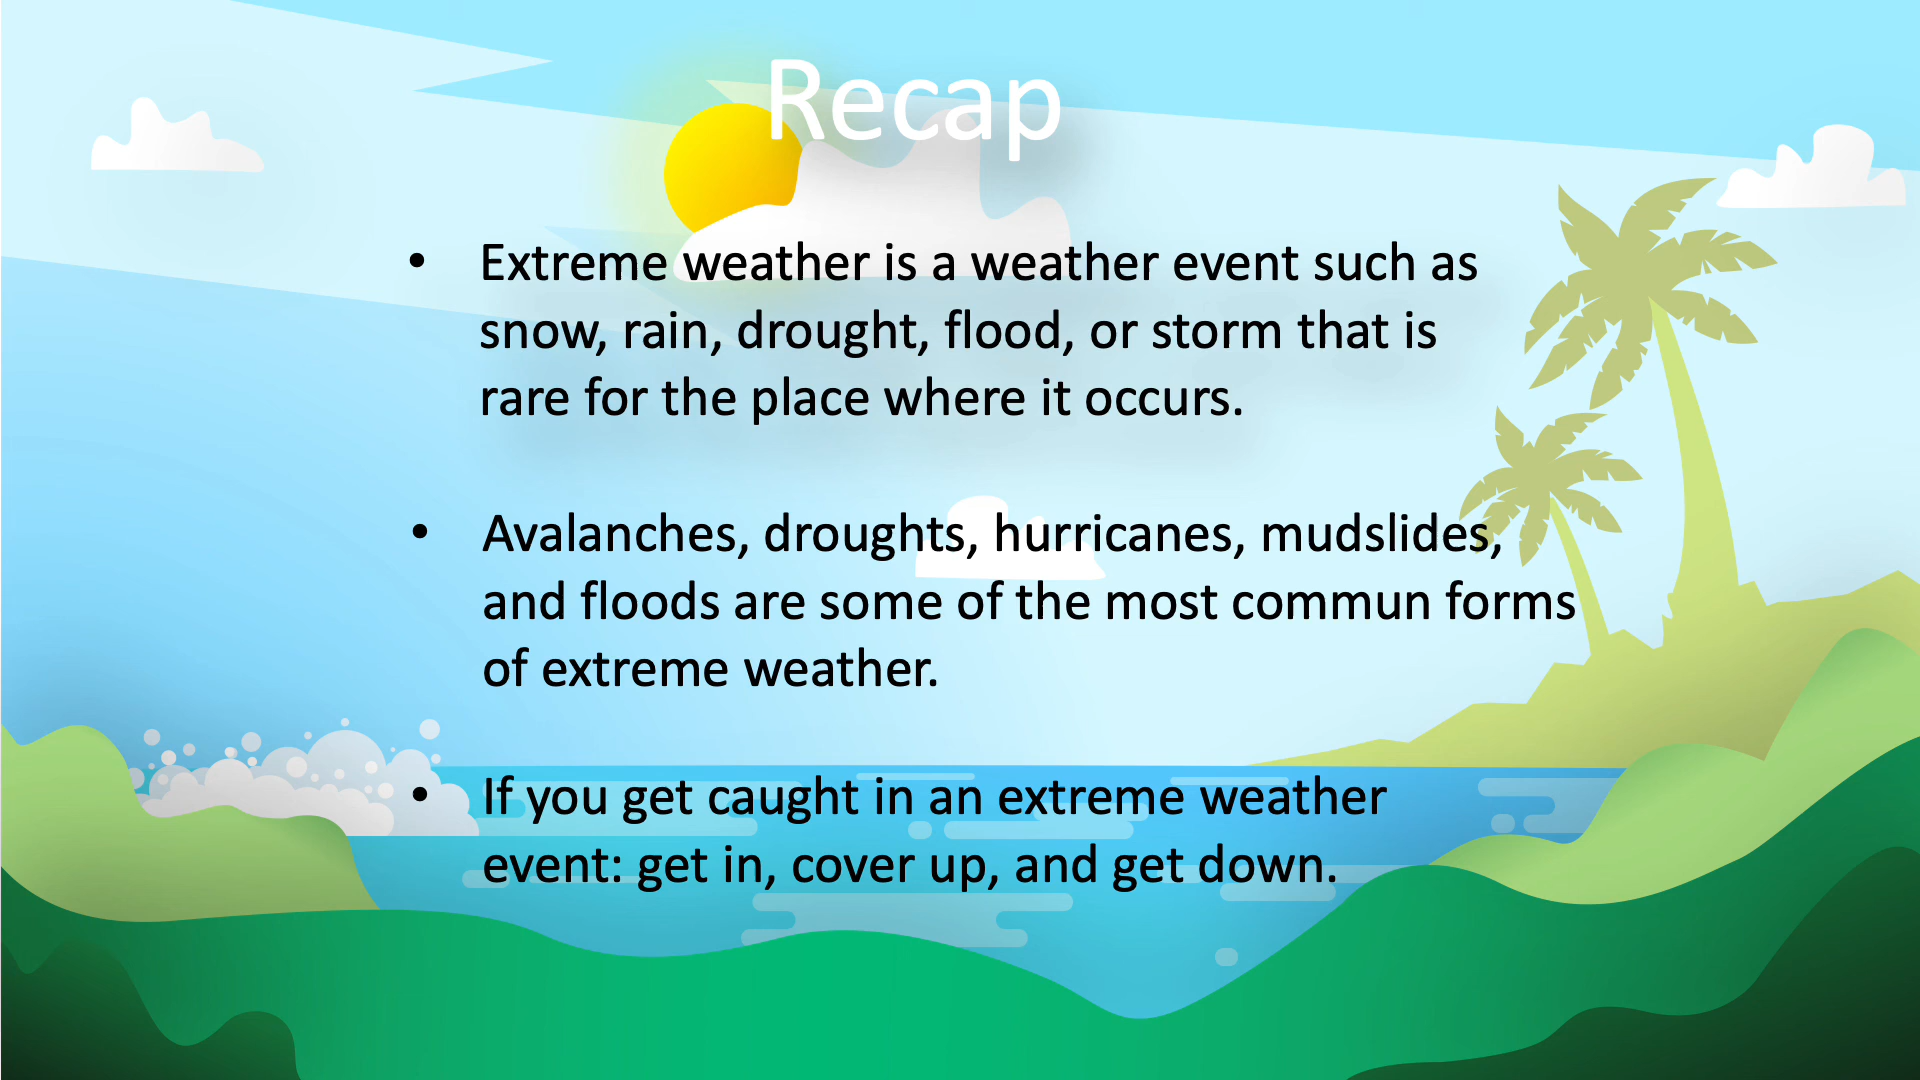 Recap
• Extreme weather is a weather event such as
snow, rain, drought, flood, or storm that is
rare for the place where it occurs.
• Avalanches, droughts, hurricanes, mudslides,
and floods are some of the most commun forms
of extreme weather.
• If you get caught in an extreme weather
event: get in, cover up, and get down.